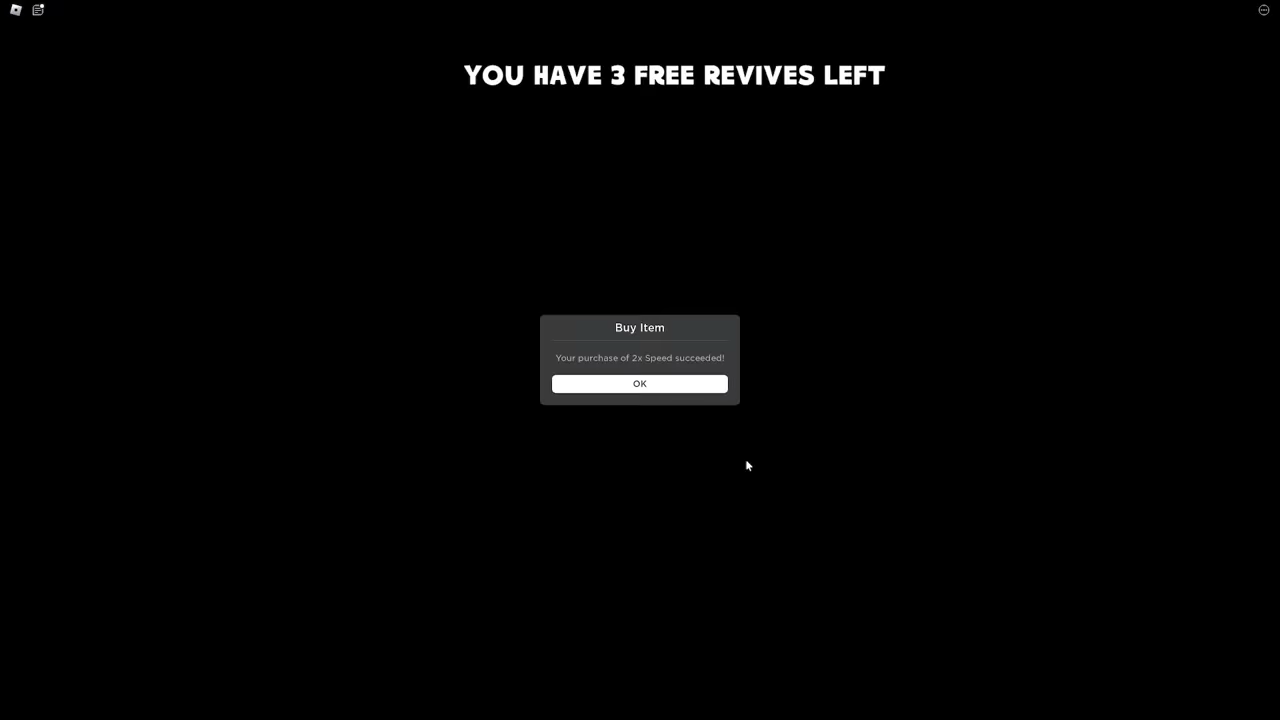 YOU HAVE 3 FREE REVIVES LEFT
Buy Item
Your purchase of 2x Speed succeeded!
OK